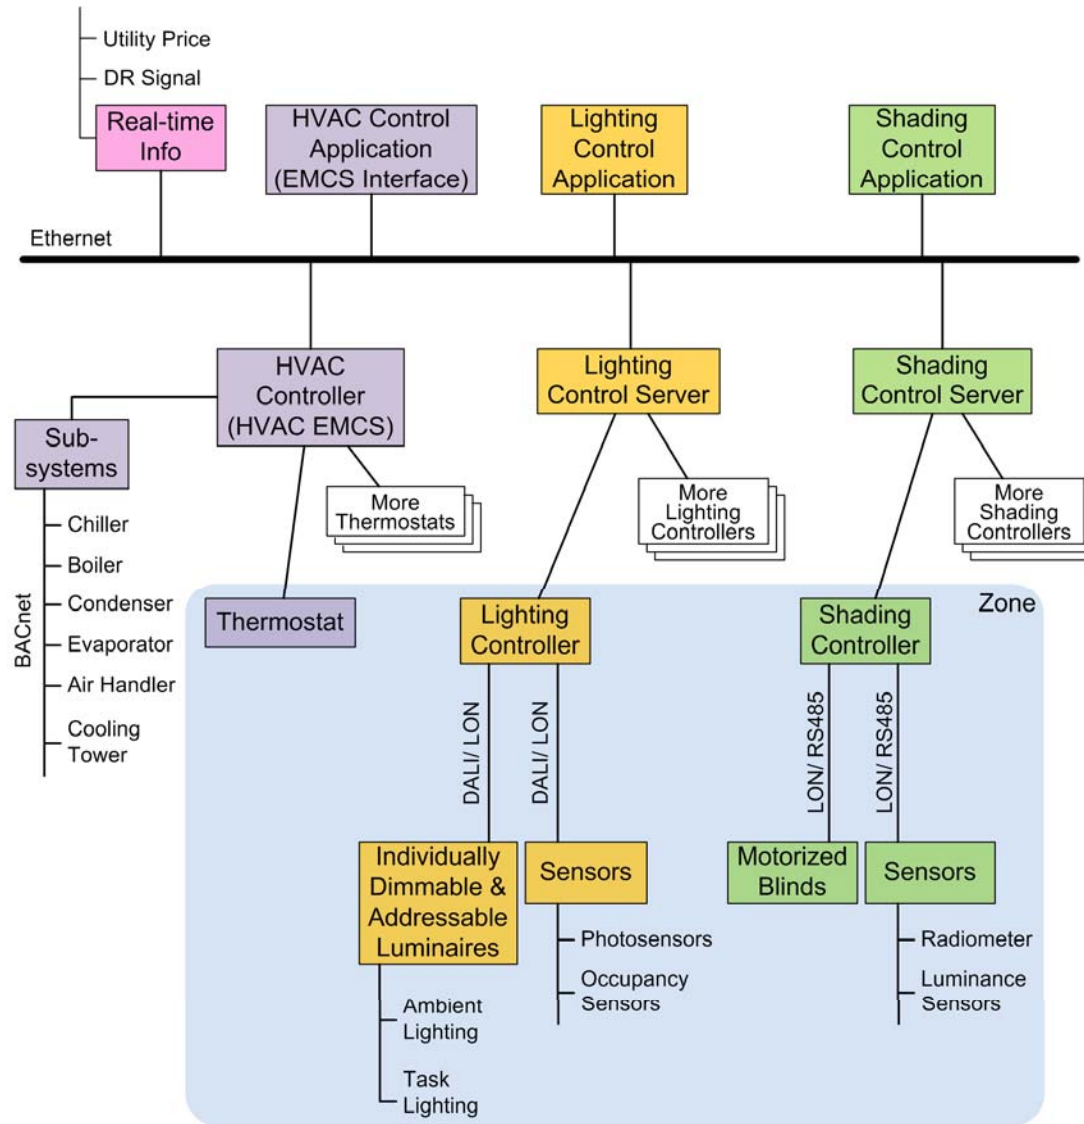 Utility Price
DR Signal
Real-time
Info
HVAC Control
Application
(EMCS Interface)
Lighting
Control
Application
Shading
Control
Application
Ethernet
HVAC
Controller
(HVAC EMCS)
Lighting
Control Server
Shading
Control Server
Sub-
systems
More
Thermostats
More
Lighting
Controllers
More
Shading
Controllers
BACnet
Chiller
Boiler
Condenser
Evaporator
Air Handler
Cooling
Tower
Zone
Thermostat
Lighting
Controller
Shading
Controller
DALI/ LON
DALI/ LON
LON/ RS485
LON/ RS485
Individually
Dimmable &
Addressable
Luminaires
Sensors
Motorized
Blinds
Sensors
Photosensors
Occupancy
Sensors
Radiometer
Luminance
Sensors
Ambient
Lighting
Task
Lighting